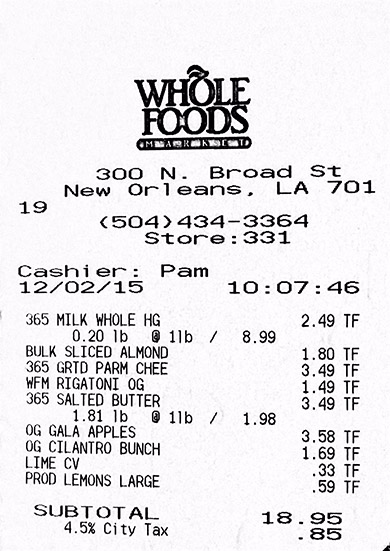 WHOLE
FOODS
MARKET
300 N. Broad St
New Orleans, LA 701
19
(504)434-3364
Store:331
Cashier: Pam
12/02/15 10:07:46
365 MILK WHOLE HG 2.49 TF
0.20 lb @ 1lb / 8.99
BULK SLICED ALMOND 1.80 TF
365 GRTD PARM CHEE 3.49 TF
WFM RIGATONI OG 1.49 TF
365 SALTED BUTTER 3.49 TF
1.81 lb @ 1lb / 1.98
OG GALA APPLES 3.58 TF
OG CILANTRO BUNCH 1.69 TF
LIME CV .33 TF
PROD LEMONS LARGE .59 TF
SUBTOTAL 18.95
4.5% City Tax .85